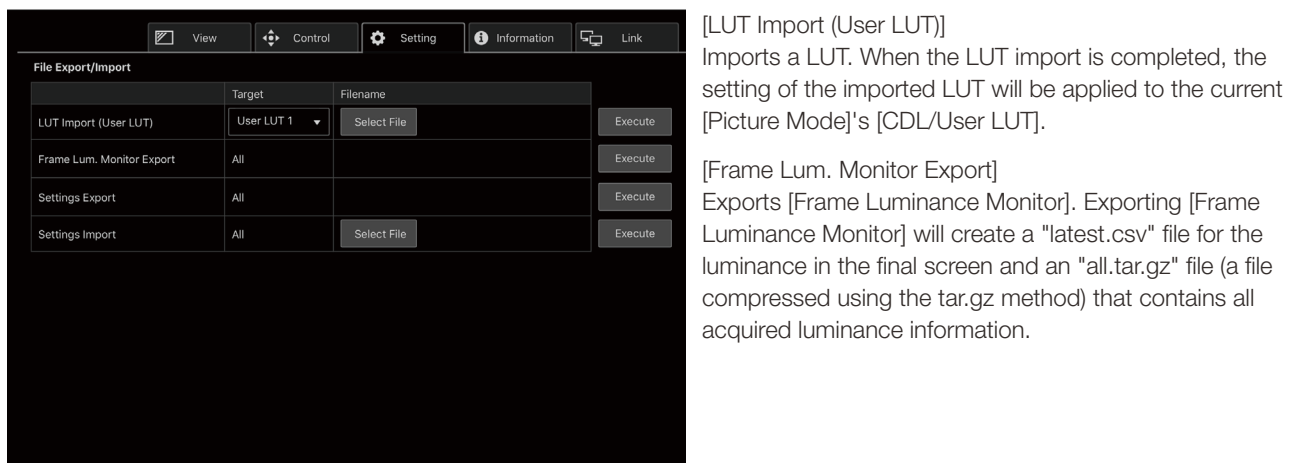 View Control Setting Information Link
File Export/Import
Target Filename
LUT Import (User LUT) User LUT 1 Select File Execute
Frame Lum. Monitor Export All Execute
Settings Export All Execute
Settings Import All Select File Execute
[LUT Import (User LUT)]
Imports a LUT. When the LUT import is completed, the
setting of the imported LUT will be applied to the current
[Picture Mode]'s [CDL/User LUT].
[Frame Lum. Monitor Export]
Exports [Frame Luminance Monitor]. Exporting [Frame
Luminance Monitor] will create a "latest.csv" file for the
luminance in the final screen and an "all.tar.gz" file (a file
compressed using the tar.gz method) that contains all
acquired luminance information.